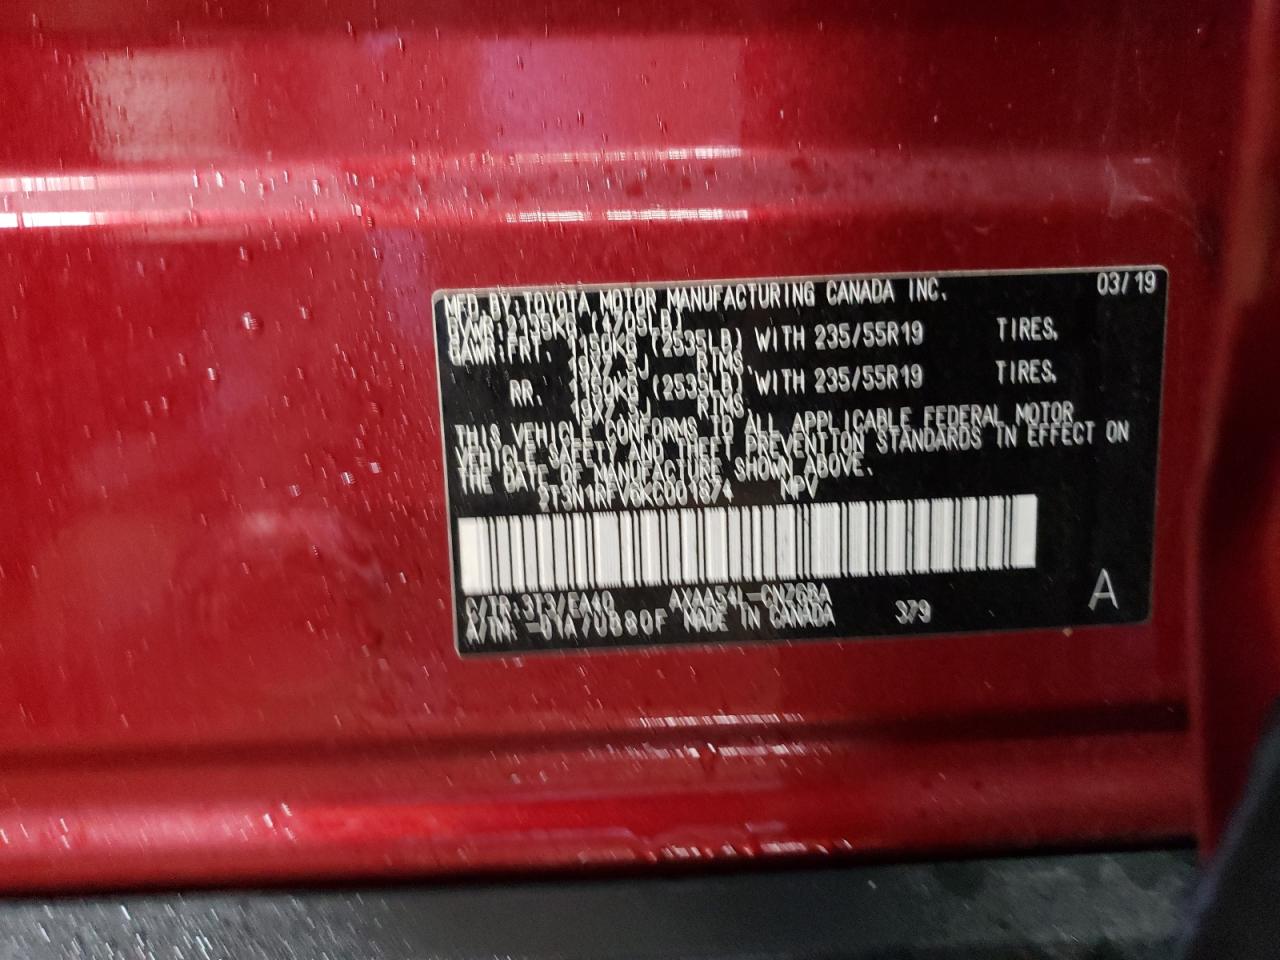 MFD. BY: TOYOTA MOTOR MANUFACTURING CANADA INC. 03/19
GVWR: 2135KG (4705LB)
GAWR: FRT. 1150KG (2535LB) WITH 235/55R19 TIRES,
19X7.5J RIMS,
RR. 1150KG (2535LB) WITH 235/55R19 TIRES,
19X7.5J RIMS,
THIS VEHICLE CONFORMS TO ALL APPLICABLE FEDERAL MOTOR
VEHICLE SAFETY AND THEFT PREVENTION STANDARDS IN EFFECT ON
THE DATE OF MANUFACTURE SHOWN ABOVE.
MPV
C/TR: 3T3/EA40 379
A/TM: MADE IN CANADA A